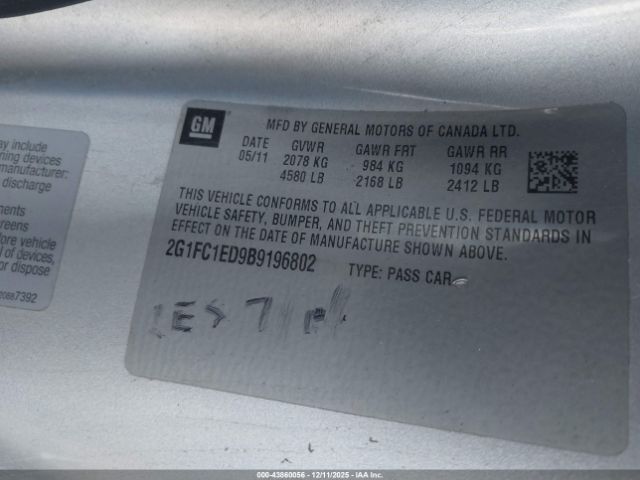 ay include
ning devices
manufacturer:
discharge
ments
s
fore vehicle
of devices,
or dispose
20887392
GM
MFD BY GENERAL MOTORS OF CANADA LTD.
DATE GVWR GAWR FRT GAWR RR
05/11 2078 KG 984 KG 1094 KG
4580 LB 2168 LB 2412 LB
THIS VEHICLE CONFORMS TO ALL APPLICABLE U.S. FEDERAL MOTOR
VEHICLE SAFETY, BUMPER, AND THEFT PREVENTION STANDARDS IN
EFFECT ON THE DATE OF MANUFACTURE SHOWN ABOVE.
2G1FC1ED9B9196802 TYPE: PASS CAR
000-43860056 - 12/11/2025 - IAAI.COM